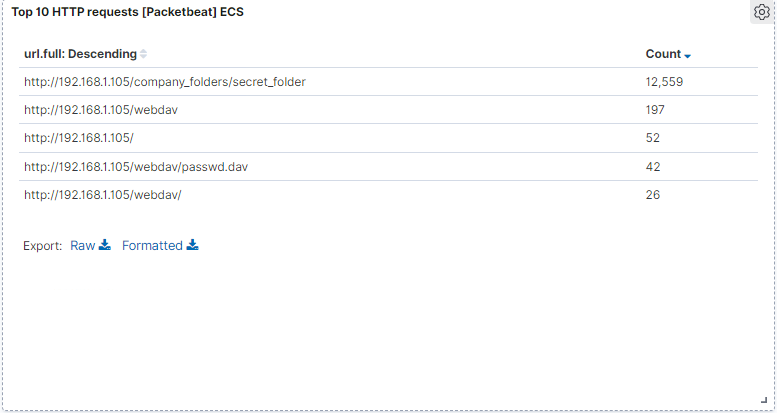 Top 10 HTTP requests [Packetbeat] ECS
url.full: Descending Count
http://192.168.1.105/company_folders/secret_folder 12,559
http://192.168.1.105/webdav 197
http://192.168.1.105/ 52
http://192.168.1.105/webdav/passwd.dav 42
http://192.168.1.105/webdav/ 26
Export: Raw Formatted